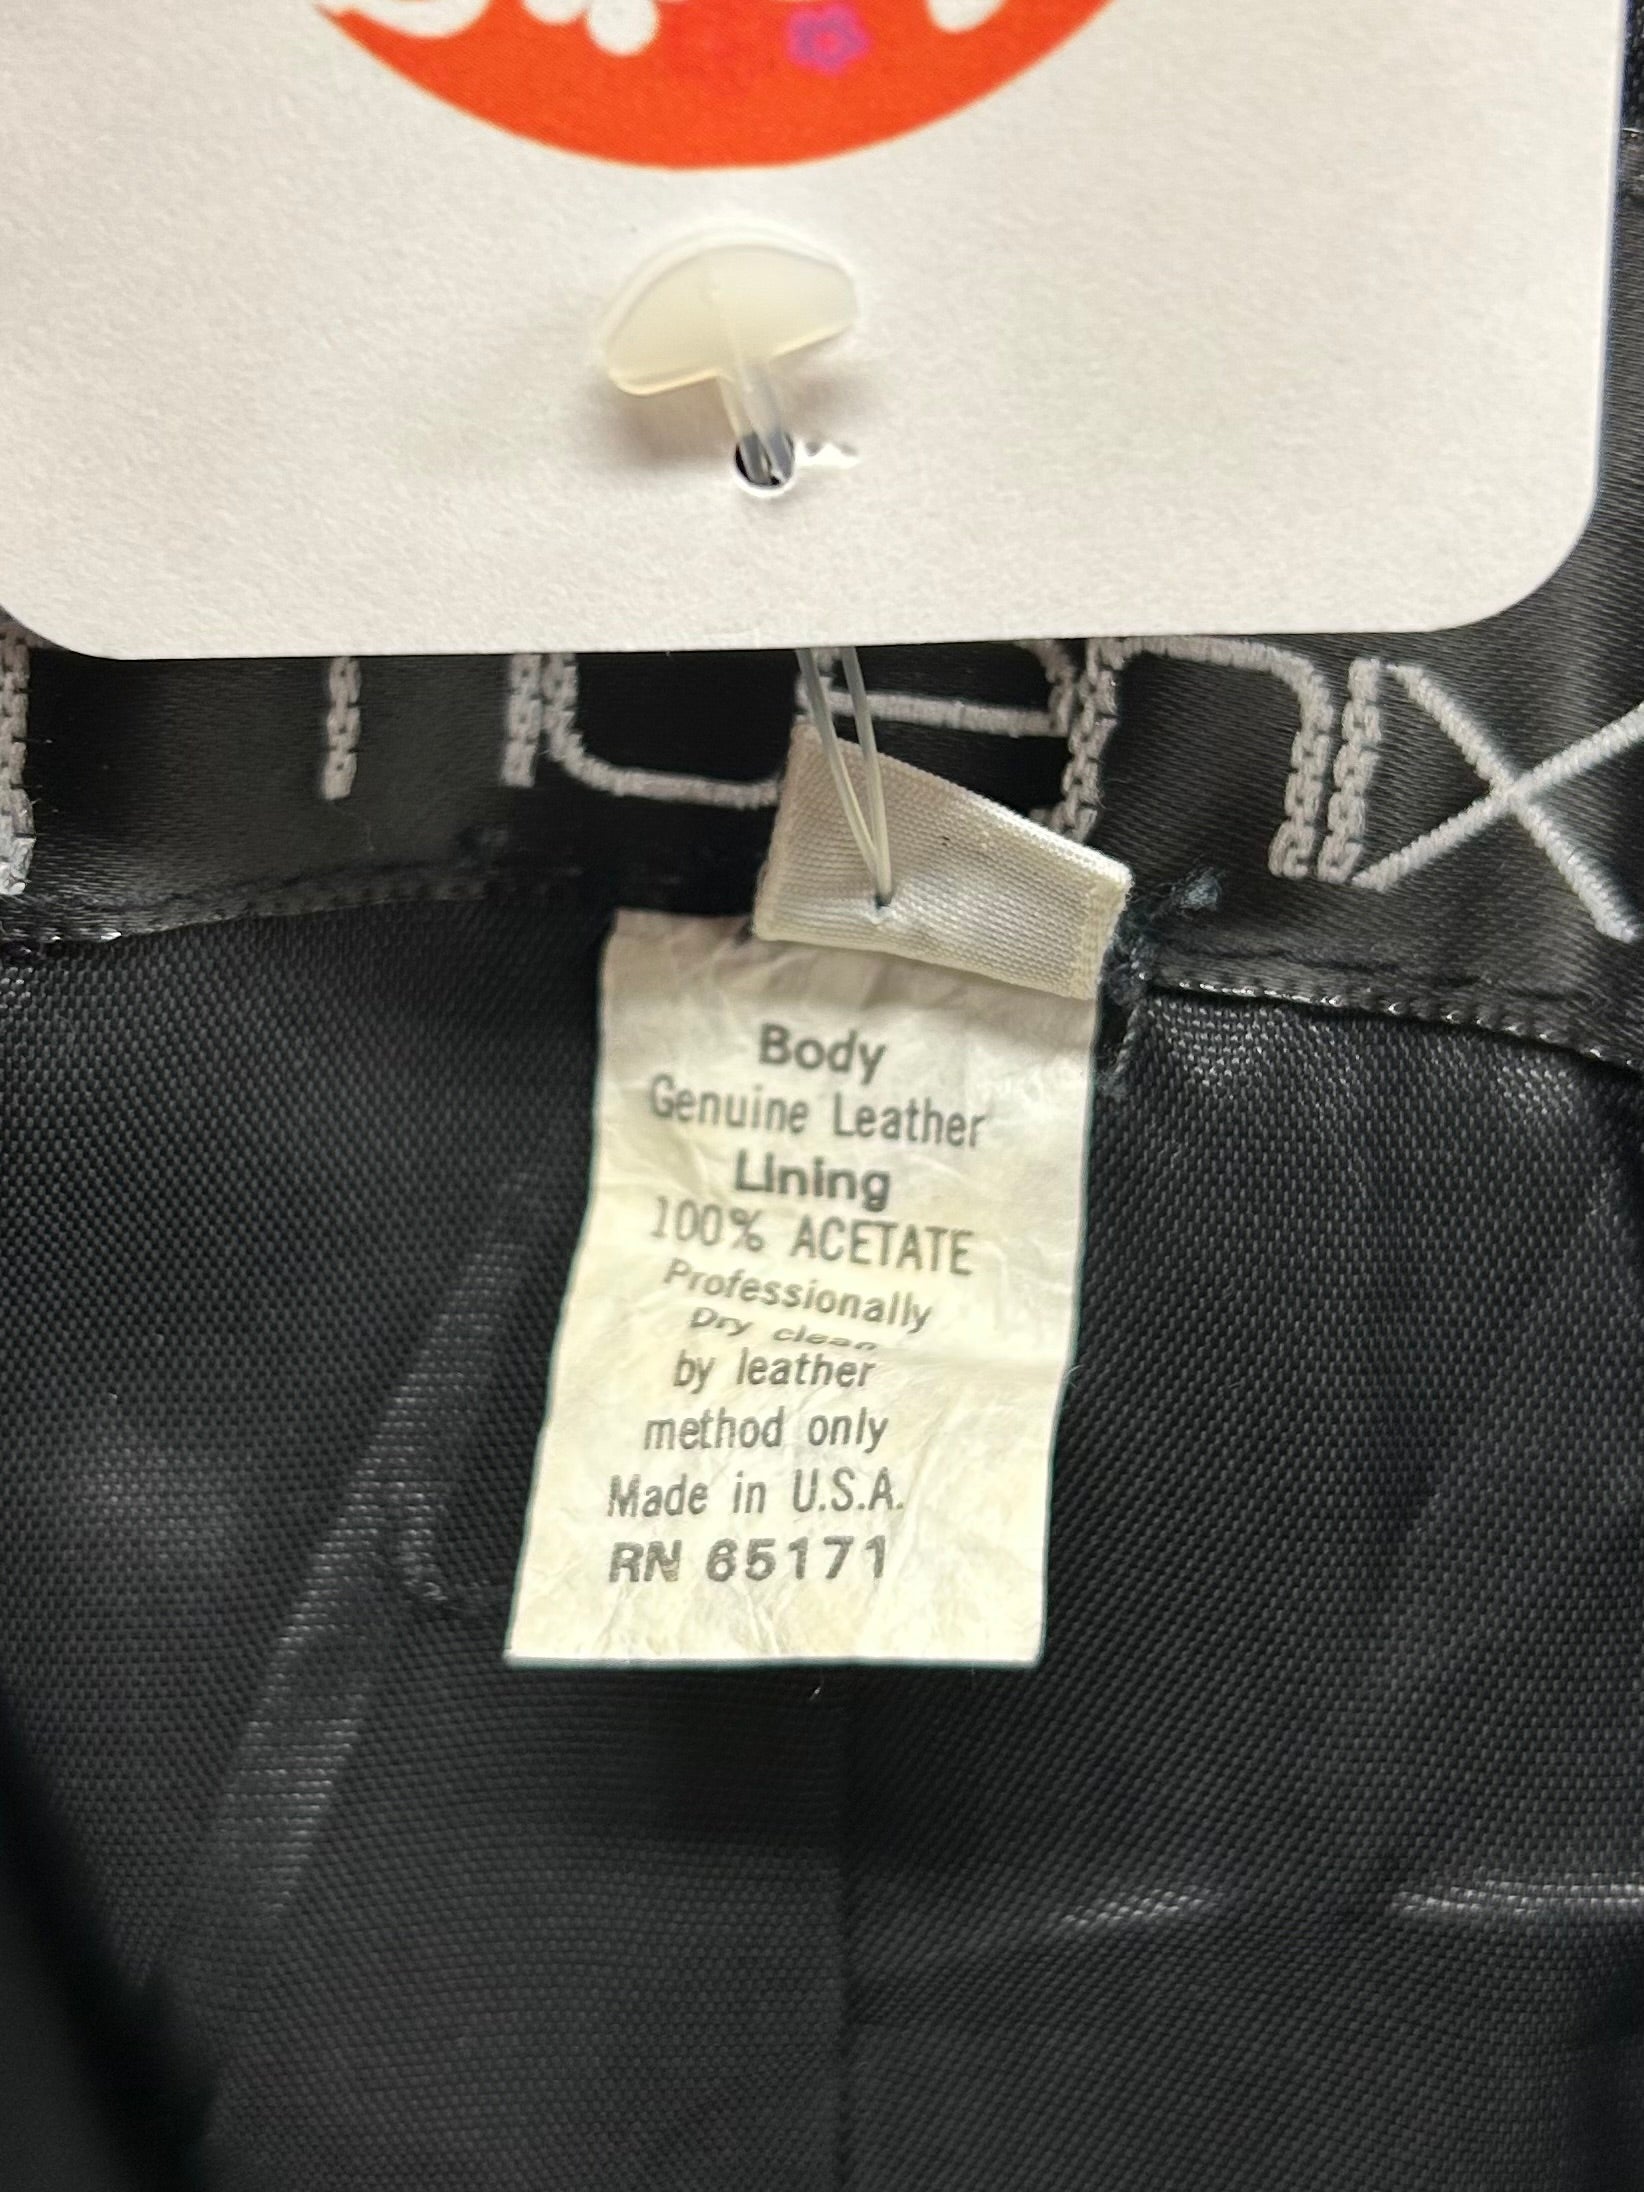 Body
Genuine Leather
Lining
100% ACETATE
Professionally
Dry clean
by leather
method only
Made in U.S.A.
RN 65171